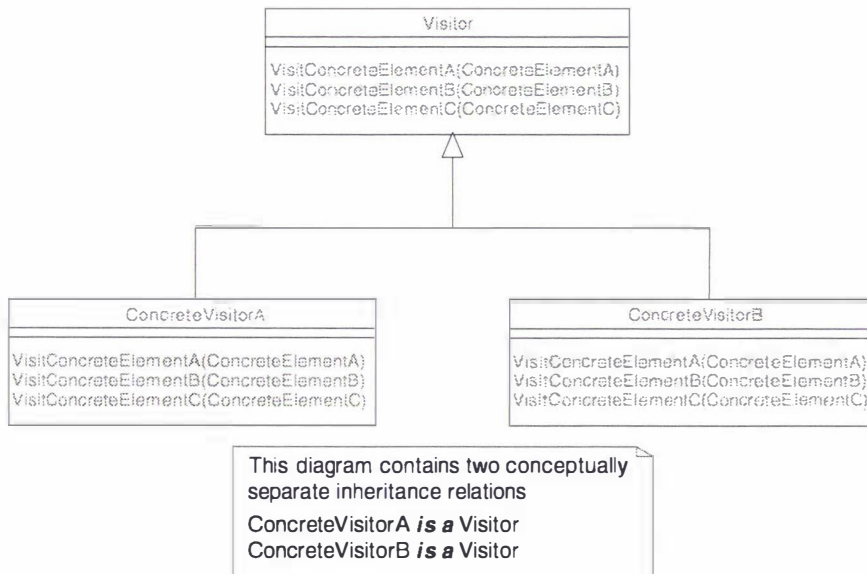 Visitor
VisitConcreteElementA(ConcreteElementA)
VisitConcreteElementB(ConcreteElementB)
VisitConcreteElementC(ConcreteElementC)
ConcreteVisitorA
VisitConcreteElementA(ConcreteElementA)
VisitConcreteElementB(ConcreteElementB)
VisitConcreteElementC(ConcreteElementC)
ConcreteVisitorB
VisitConcreteElementA(ConcreteElementA)
VisitConcreteElementB(ConcreteElementB)
VisitConcreteElementC(ConcreteElementC)
This diagram contains two conceptually
separate inheritance relations
ConcreteVisitorA is a Visitor
ConcreteVisitorB is a Visitor